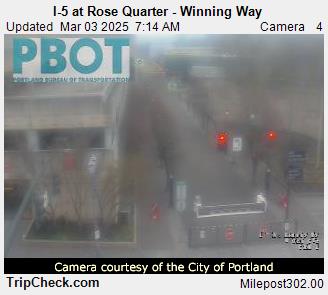 I-5 at Rose Quarter - Winning Way
Updated Mar 03 2025 7:14 AM Camera 4
PBOT
PORTLAND BUREAU OF TRANSPORTATION
Camera courtesy of the City of Portland
TripCheck.com Milepost302.00